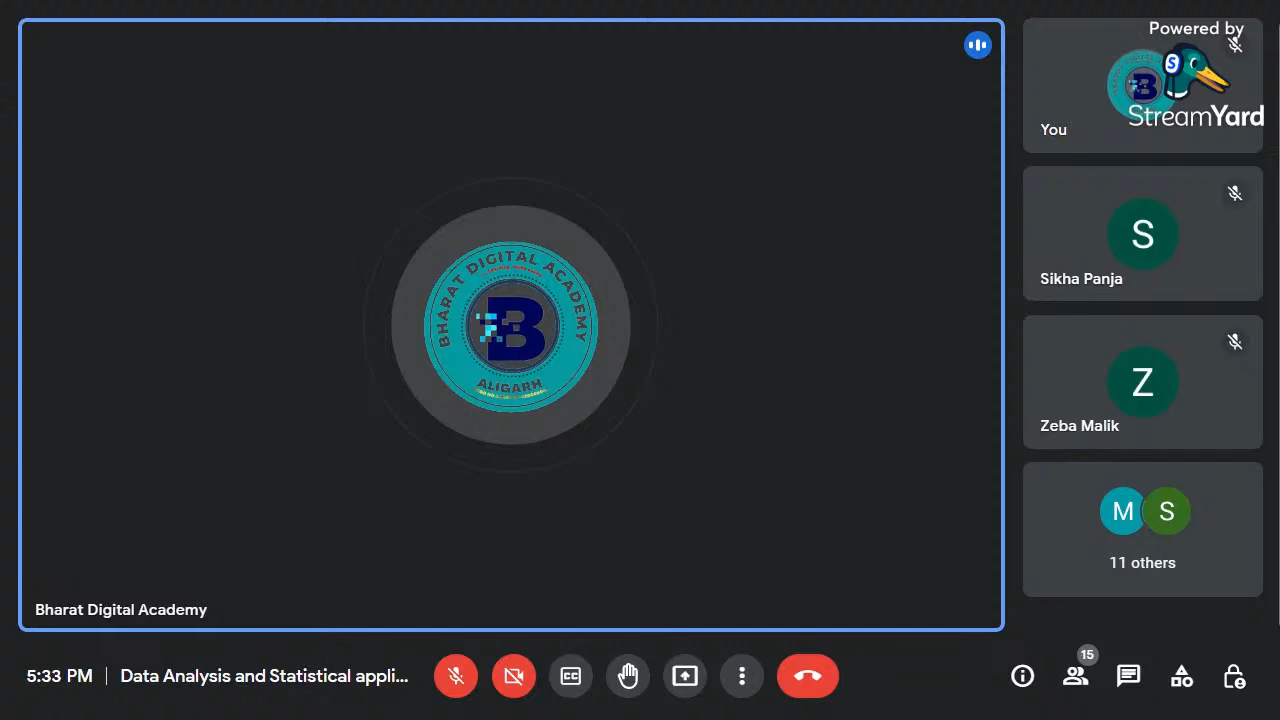 Powered by
StreamYard
You
S
Sikha Panja
Z
Zeba Malik
M S
11 others
BHARAT DIGITAL ACADEMY
B
ALIGARH
Bharat Digital Academy
5:33 PM | Data Analysis and Statistical appli...
CC
15